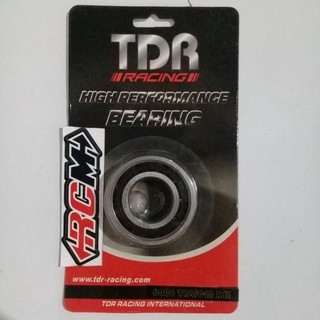 TDR
RACING
HIGH PERFORMANCE
BEARING
RCM
www.tdr-racing.com
TDR RACING INTERNATIONAL